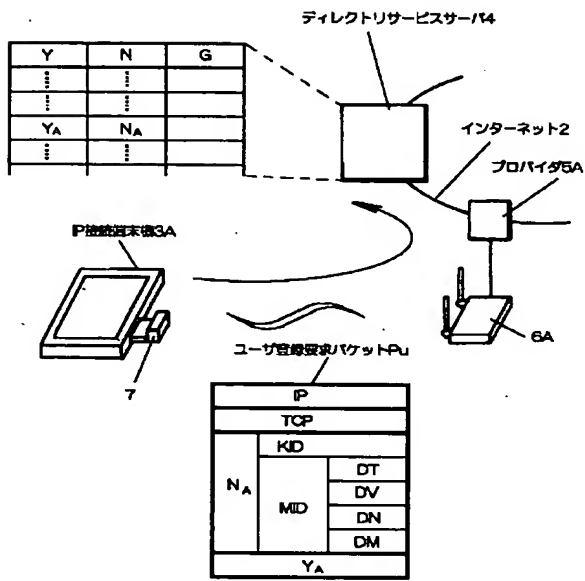 ディレクトリサービスサーバ4
Y N G
YA NA
インターネット2
プロバイダ5A
IP接続端末機3A
7
6A
ユーザ登録要求パケットPu
IP
TCP
NA KID
MID DT
DV
DN
DM
YA